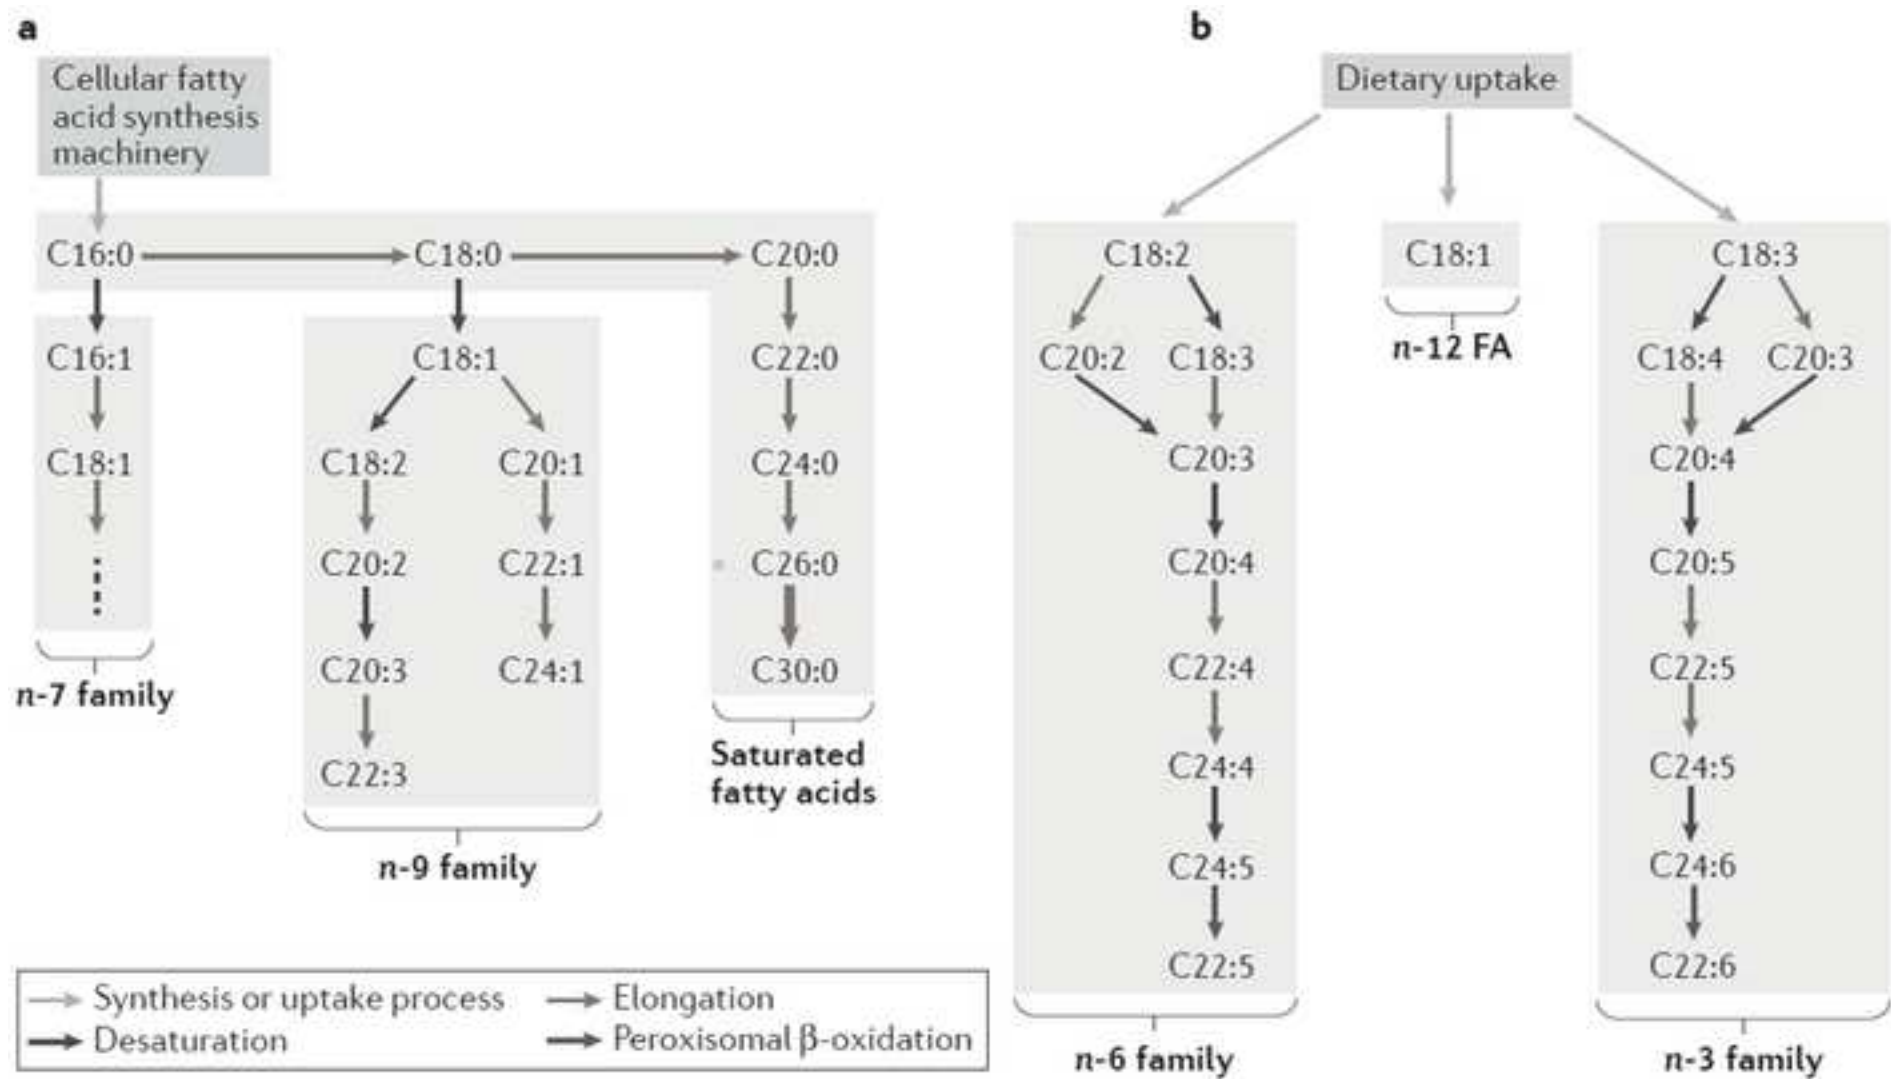 a
Cellular fatty
acid synthesis
machinery
C16:0 C18:0 C20:0
C16:1 C18:1 C22:0
C18:1 C18:2 C20:1 C24:0
C20:2 C22:1 C26:0
C20:3 C24:1 C30:0
C22:3
n-7 family
n-9 family
Saturated
fatty acids
Synthesis or uptake process
Elongation
Desaturation
Peroxisomal β-oxidation
b
Dietary uptake
C18:2 C18:1 C18:3
C20:2 C18:3 n-12 FA C18:4 C20:3
C20:3 C20:4
C20:4 C20:5
C22:4 C22:5
C24:4 C24:5
C24:5 C24:6
C22:5 C22:6
n-6 family
n-3 family